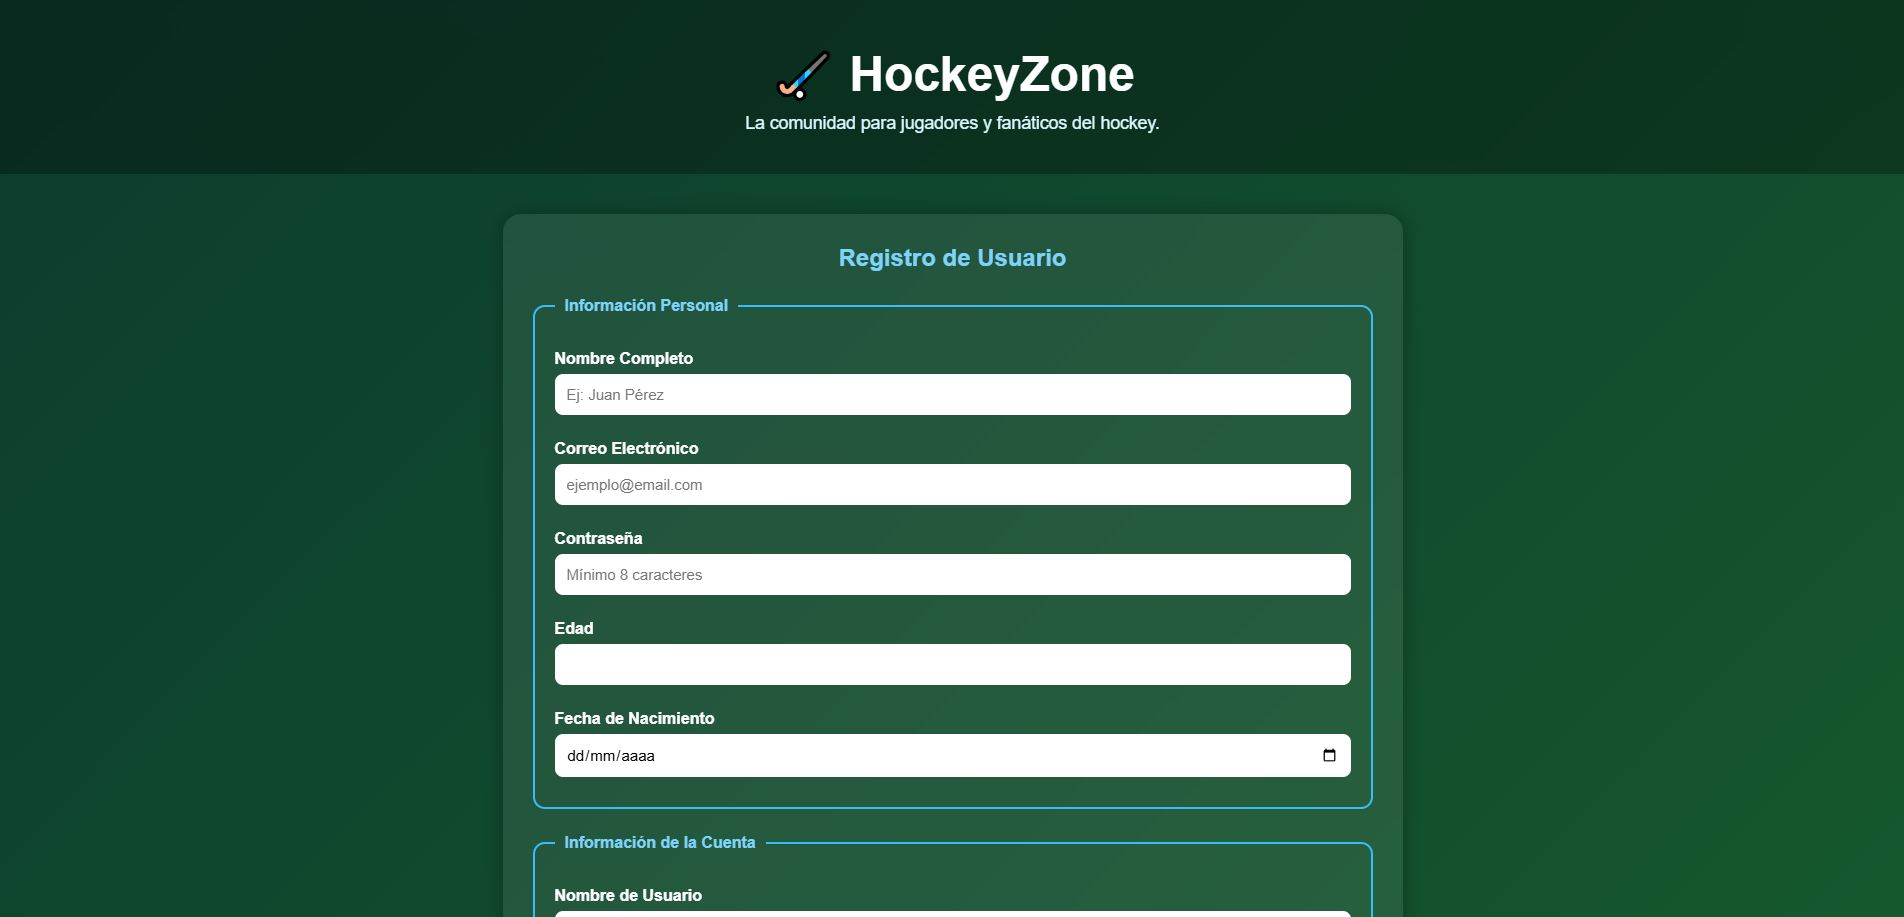 HockeyZone
La comunidad para jugadores y fanáticos del hockey.
Registro de Usuario
Información Personal
Nombre Completo
Ej: Juan Pérez
Correo Electrónico
ejemplo@email.com
Contraseña
Mínimo 8 caracteres
Edad
Fecha de Nacimiento
dd/mm/aaaa
Información de la Cuenta
Nombre de Usuario